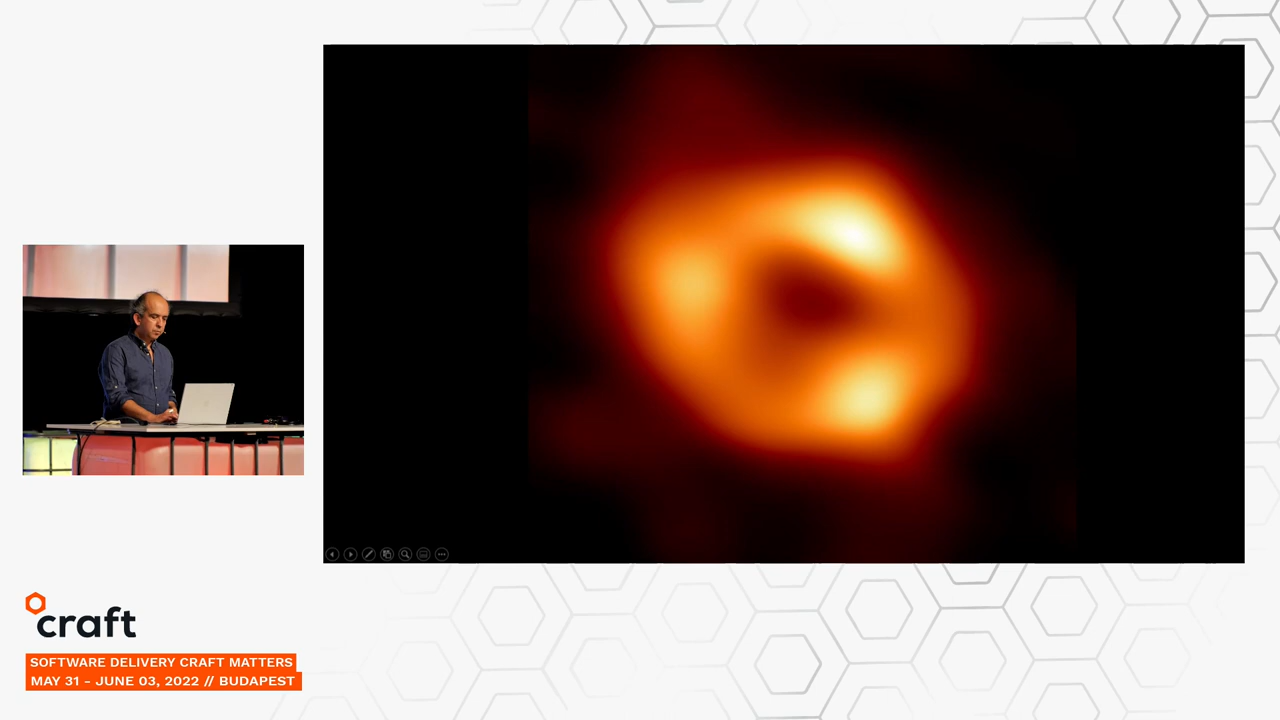 craft
SOFTWARE DELIVERY CRAFT MATTERS
MAY 31 - JUNE 03, 2022 // BUDAPEST